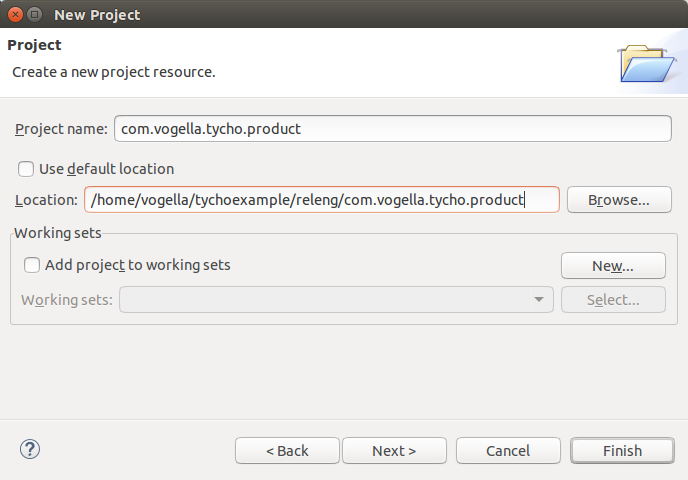 New Project
Project
Create a new project resource.
Project name: com.vogella.tycho.product
Use default location
Location: /home/vogella/tychoexample/releng/com.vogella.tycho.product Browse...
Working sets
Add project to working sets New...
Working sets: Select...
? < Back Next > Cancel Finish